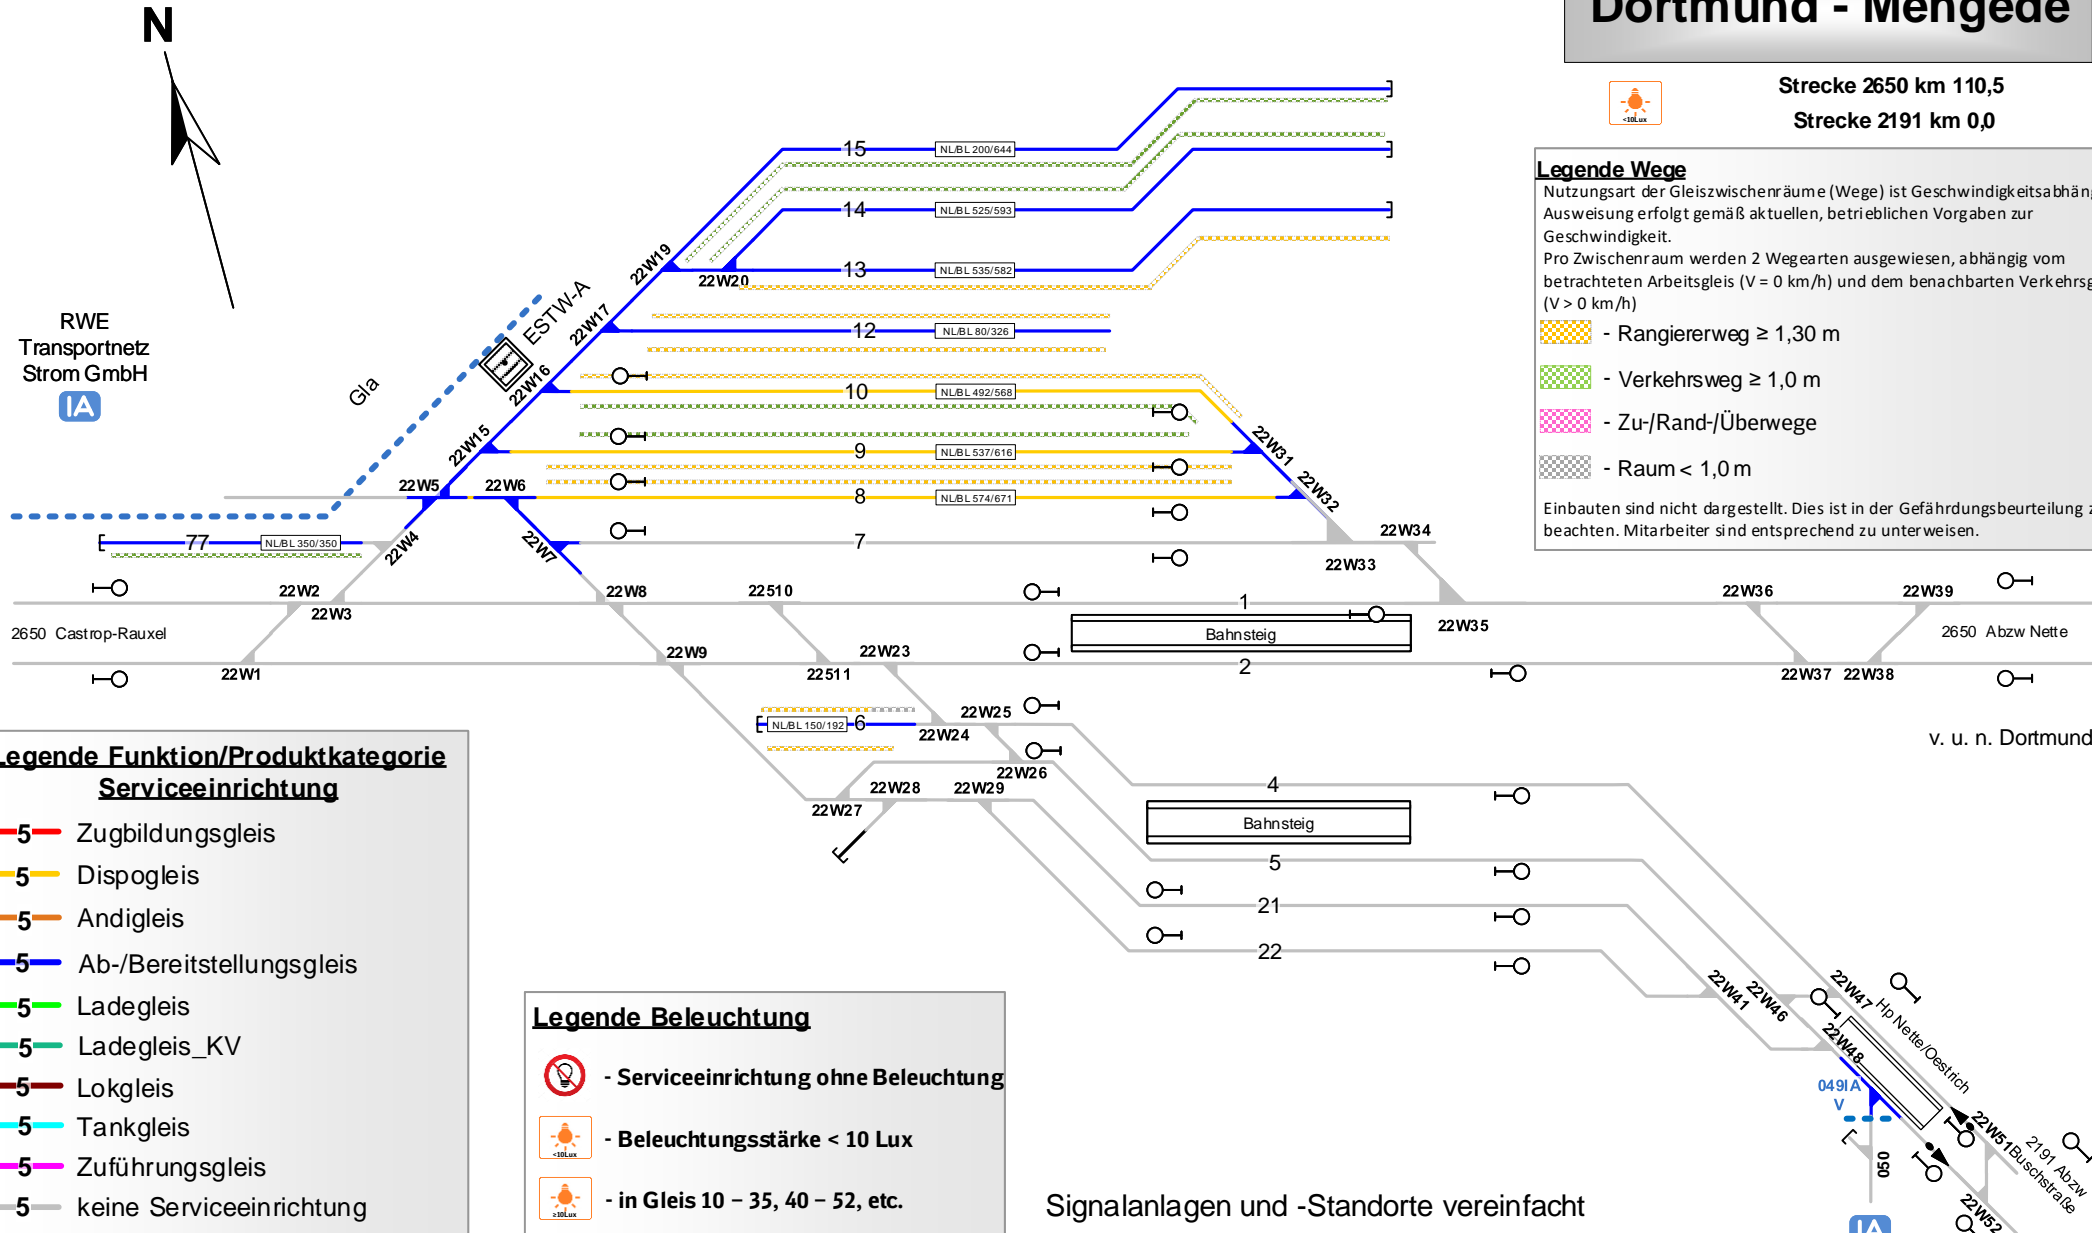 Dortmund - Mengede
N
<10Lux
Strecke 2650 km 110,5
Strecke 2191 km 0,0
Legende Wege
Nutzungsart der Gleiszwischenräume (Wege) ist
Ausweisung erfolgt gemäß aktuellen, betrieblichen Vorgaben zur
Geschwindigkeit.
Pro Zwischenraum werden 2 Wegearten ausgewiesen, abhängig vom
betrachteten Arbeitsgleis (V = 0 km/h) und dem benachbarten
(V > 0 km/h)
- Rangiererweg ≥ 1,30 m
- Verkehrsweg ≥ 1,0 m
- Zu-/Rand-/Überwege
- Raum < 1,0 m
Einbauten sind nicht dargestellt. Dies ist in der Gefährdungsbeurteilung
beachten. Mitarbeiter sind entsprechend zu unterweisen.
RWE
Transportnetz
Strom GmbH
IA
Gla
ESTW-A
15 NL/BL 200/644
14 NL/BL 525/593
22W19
22W20
13 NL/BL 535/582
22W17
12 NL/BL 80/326
22W16
10 NL/BL 492/568
22W15
9 NL/BL 537/616
22W31
22W5
22W6
8 NL/BL 574/671
22W32
77 NL/BL 350/350
22W4
22W7
7
22W34
22W33
22W2
22W3
22W8
22510
1
22W35
22W36
22W39
2650 Castrop-Rauxel
Bahnsteig
2650 Abzw Nette
22W1
22W9
22511
22W23
2
22W37
22W38
NL/BL 150/192 6
22W24
22W25
22W26
v. u. n. Dortmund
22W27
22W28
22W29
4
Bahnsteig
5
21
22
22W41
22W46
22W47
22W48
Hp Nette/Oestrich
049IA
V
22W51
2191 Abzw
Buschstraße
050
22W52
IA
Legende Funktion/Produktkategorie
Serviceeinrichtung
5 Zugbildungsgleis
5 Dispogleis
5 Andigleis
5 Ab-/Bereitstellungsgleis
5 Ladegleis
5 Ladegleis_KV
5 Lokgleis
5 Tankgleis
5 Zuführungsgleis
5 keine Serviceeinrichtung
Legende Beleuchtung
- Serviceeinrichtung ohne Beleuchtung
<10Lux - Beleuchtungsstärke < 10 Lux
≥10Lux - in Gleis 10 – 35, 40 – 52, etc.
Signalanlagen und -Standorte vereinfacht